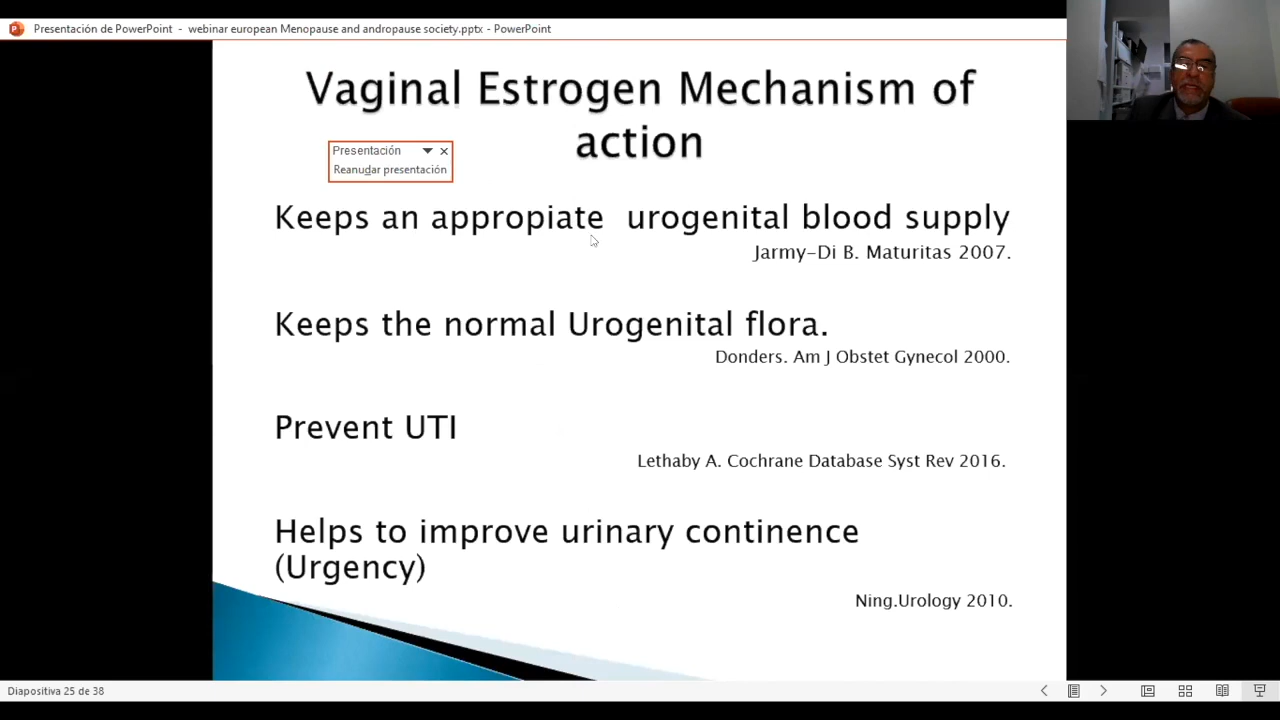 Presentación de PowerPoint - webinar european Menopause and andropause society.pptx - PowerPoint
Vaginal Estrogen Mechanism of
action
Presentación
Reanudar presentación
Keeps an appropiate urogenital blood supply
Jarmy-Di B. Maturitas 2007.
Keeps the normal Urogenital flora.
Donders. Am J Obstet Gynecol 2000.
Prevent UTI
Lethaby A. Cochrane Database Syst Rev 2016.
Helps to improve urinary continence
(Urgency)
Ning.Urology 2010.
Diapositiva 25 de 38